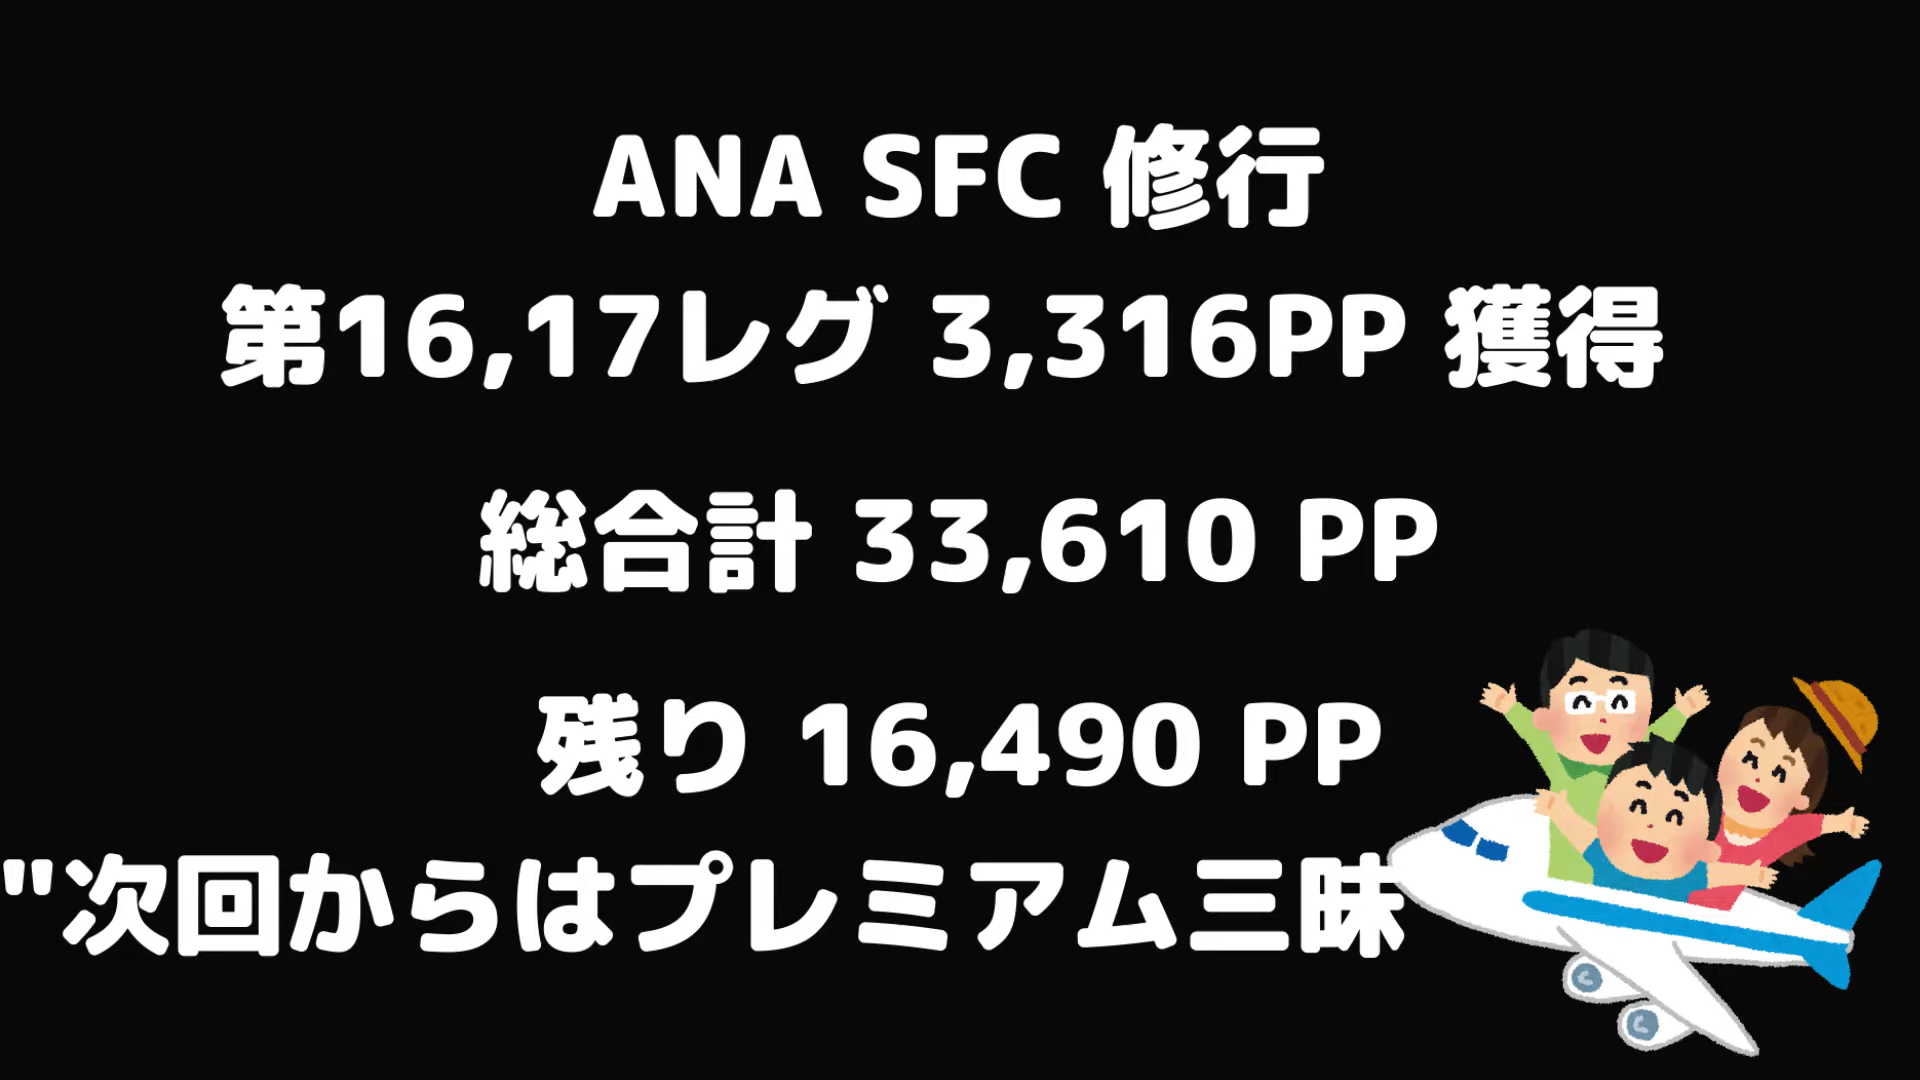 ANA SFC 修行
第16,17レグ 3,316PP 獲得
総合計 33,610 PP
残り 16,490 PP
"次回からはプレミアム三昧